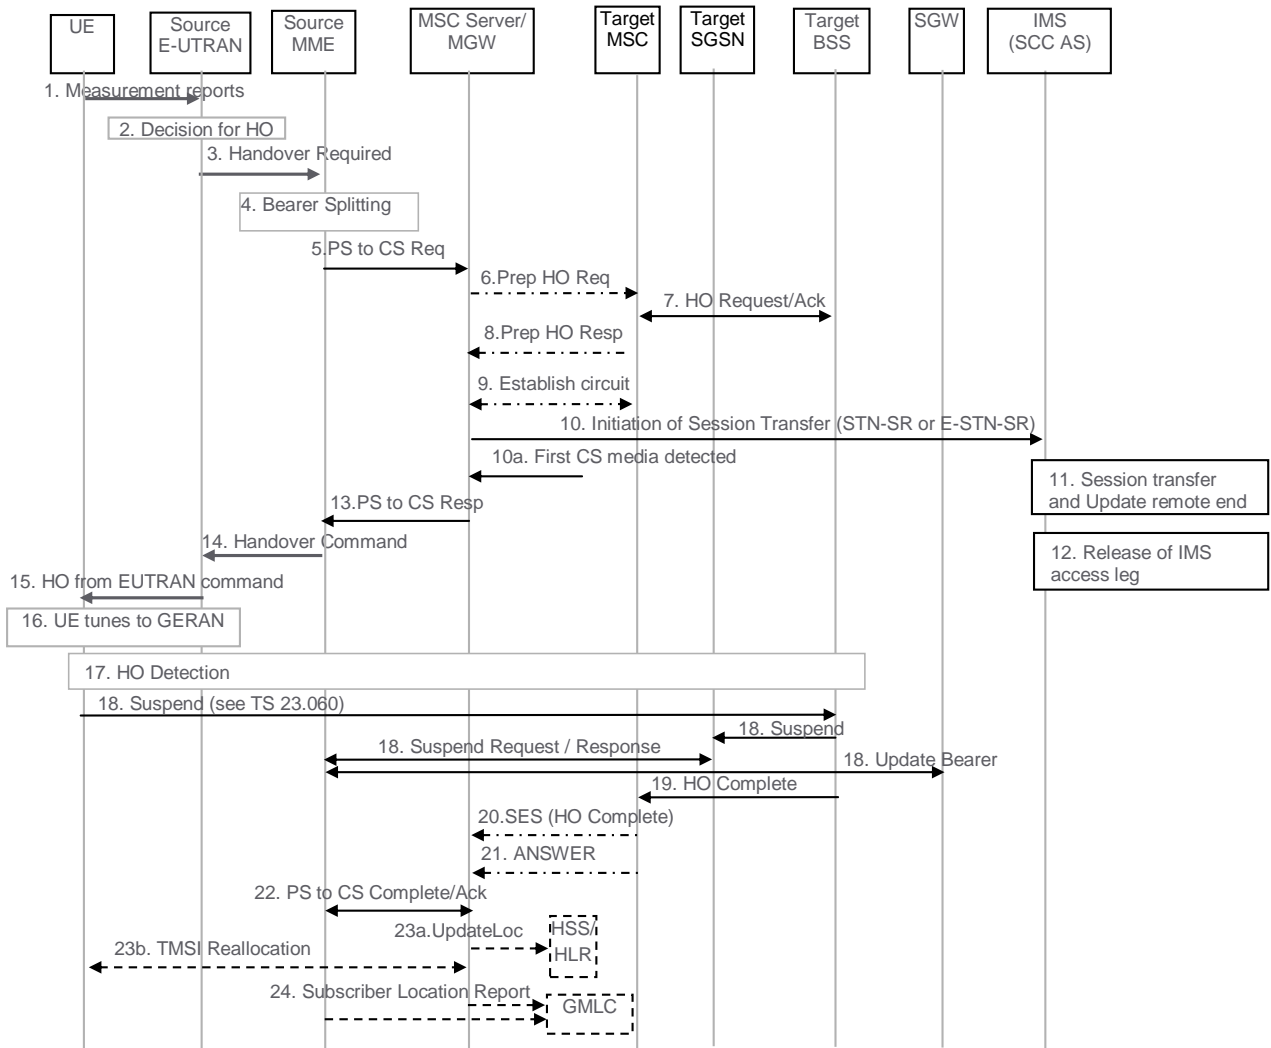 UE
Source
E-UTRAN
Source
MME
MSC Server/
MGW
Target
MSC
Target
SGSN
Target
BSS
SGW
IMS
(SCC AS)
1. Measurement reports
2. Decision for HO
3. Handover Required
4. Bearer Splitting
5.PS to CS Req
6.Prep HO Req
7. HO Request/Ack
8.Prep HO Resp
9. Establish circuit
10. Initiation of Session Transfer (STN-SR or E-STN-SR)
10a. First CS media detected
11. Session transfer
and Update remote end
13.PS to CS Resp
14. Handover Command
12. Release of IMS
access leg
15. HO from EUTRAN command
16. UE tunes to GERAN
17. HO Detection
18. Suspend (see TS 23.060)
18. Suspend
18. Suspend Request / Response
18. Update Bearer
19. HO Complete
20.SES (HO Complete)
21. ANSWER
22. PS to CS Complete/Ack
23a.UpdateLoc
HSS/
HLR
23b. TMSI Reallocation
24. Subscriber Location Report
GMLC